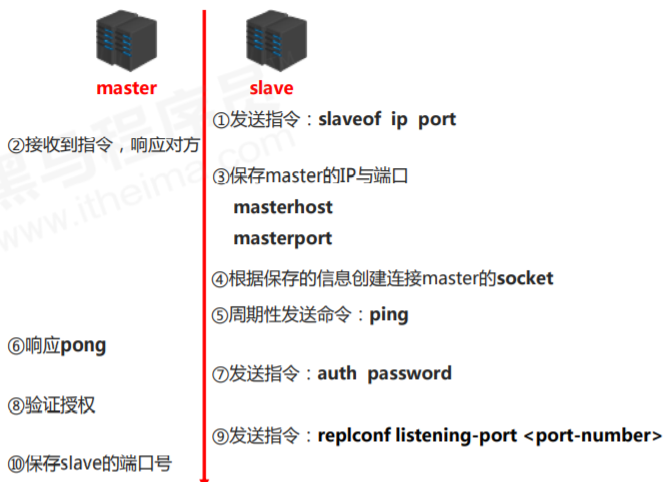 master
slave
①发送指令：slaveof ip port
②接收到指令，响应对方
③保存master的IP与端口
masterhost
masterport
④根据保存的信息创建连接master的socket
⑤周期性发送命令：ping
⑥响应pong
⑦发送指令：auth password
⑧验证授权
⑨发送指令：replconf listening-port <port-number>
⑩保存slave的端口号
黑马程序员
www.itheima.com